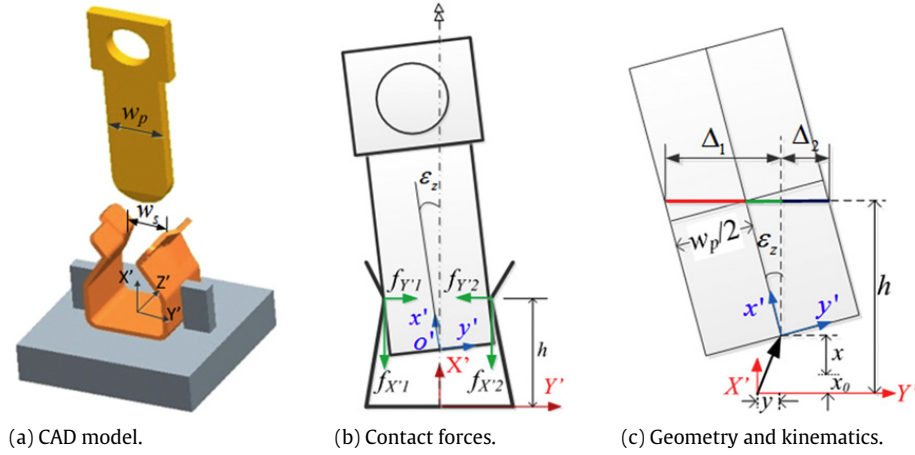 w_p
w_s
X'
Z'
Y'
(a) CAD model.
ε_z
f_Y'1
f_Y'2
x'
y'
o'
h
f_X'1
f_X'2
X'
Y'
(b) Contact forces.
Δ_1
Δ_2
w_p/2
ε_z
h
x'
y'
x
X'
x_0
y
Y'
(c) Geometry and kinematics.